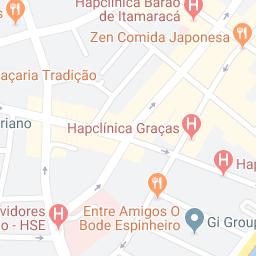 Hapclínica Barão
de Itamaracá
Zen Comida Japonesa
açaria Tradição
riano
Hapclínica Graças
Hap
vidores
o - HSE
Entre Amigos O
Bode Espinheiro
Gi Group